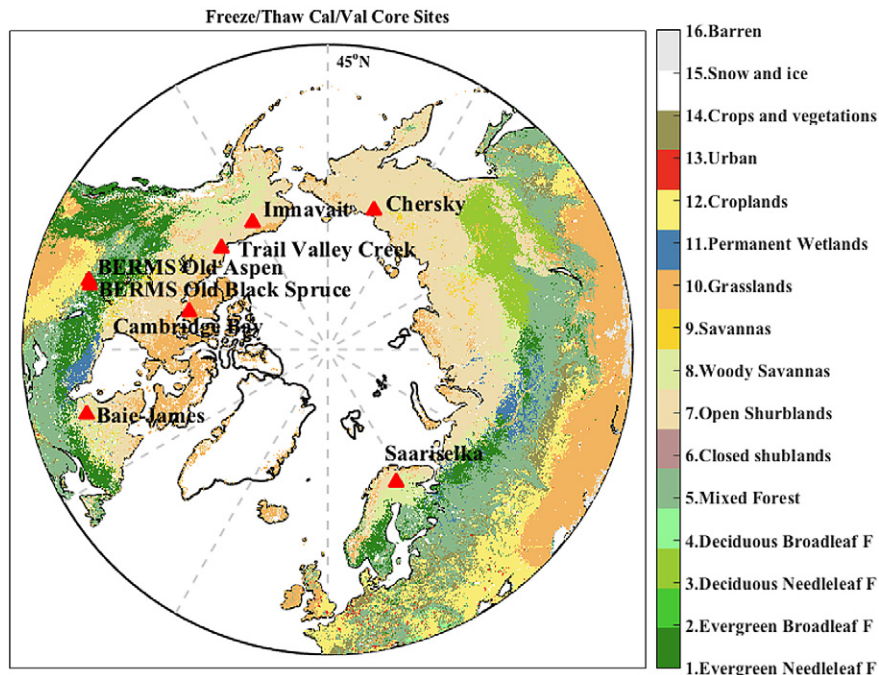 Freeze/Thaw Cal/Val Core Sites
45°N
Imnavait
Chersky
Trail Valley Creek
BERMS Old Aspen
BERMS Old Black Spruce
Cambridge Bay
Baie-James
Saariselka
16.Barren
15.Snow and ice
14.Crops and vegetations
13.Urban
12.Croplands
11.Permanent Wetlands
10.Grasslands
9.Savannas
8.Woody Savannas
7.Open Shurblands
6.Closed shublands
5.Mixed Forest
4.Deciduous Broadleaf F
3.Deciduous Needleleaf F
2.Evergreen Broadleaf F
1.Evergreen Needleleaf F